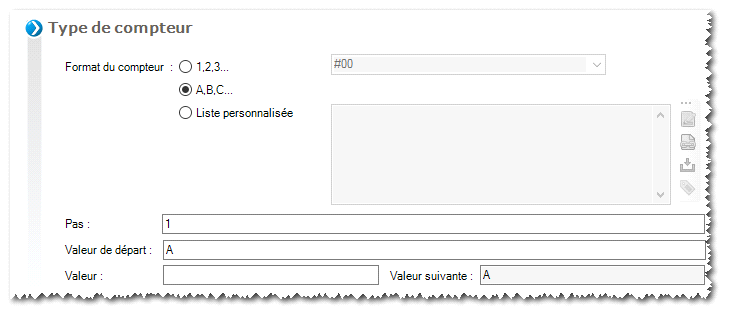 Type de compteur
Format du compteur : 1,2,3... #00
A,B,C...
Liste personnalisée
...
Pas : 1
Valeur de départ : A
Valeur : Valeur suivante : A